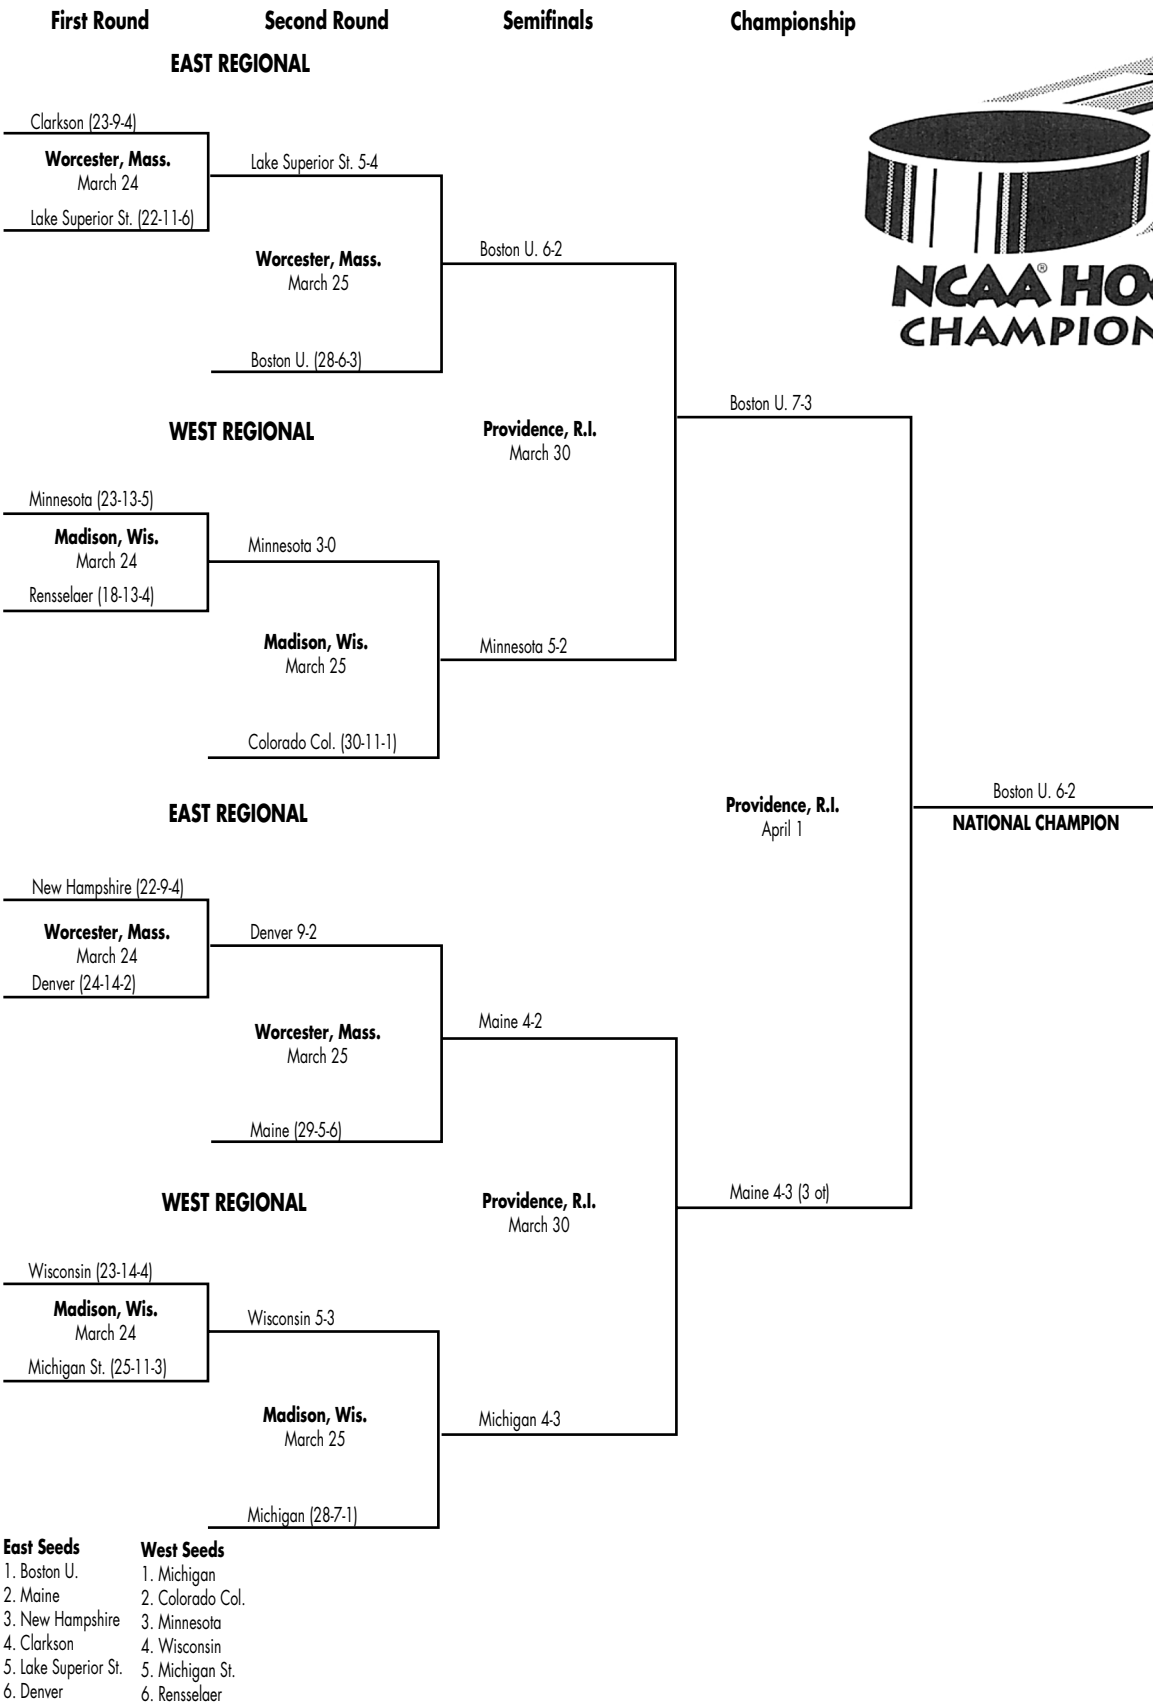 First Round Second Round Semifinals Championship
EAST REGIONAL
Clarkson (23-9-4)
Worcester, Mass.
March 24
Lake Superior St. (22-11-6)
Lake Superior St. 5-4
Worcester, Mass.
March 25
Boston U. (28-6-3)
Boston U. 6-2
NCAA® HO
CHAMPION
WEST REGIONAL
Providence, R.I.
March 30
Boston U. 7-3
Minnesota (23-13-5)
Madison, Wis.
March 24
Rensselaer (18-13-4)
Minnesota 3-0
Madison, Wis.
March 25
Colorado Col. (30-11-1)
Minnesota 5-2
EAST REGIONAL
Providence, R.I.
April 1
Boston U. 6-2
NATIONAL CHAMPION
New Hampshire (22-9-4)
Worcester, Mass.
March 24
Denver (24-14-2)
Denver 9-2
Worcester, Mass.
March 25
Maine (29-5-6)
Maine 4-2
WEST REGIONAL
Providence, R.I.
March 30
Maine 4-3 (3 ot)
Wisconsin (23-14-4)
Madison, Wis.
March 24
Michigan St. (25-11-3)
Wisconsin 5-3
Madison, Wis.
March 25
Michigan (28-7-1)
Michigan 4-3
East Seeds
1. Boston U.
2. Maine
3. New Hampshire
4. Clarkson
5. Lake Superior St.
6. Denver
West Seeds
1. Michigan
2. Colorado Col.
3. Minnesota
4. Wisconsin
5. Michigan St.
6. Rensselaer